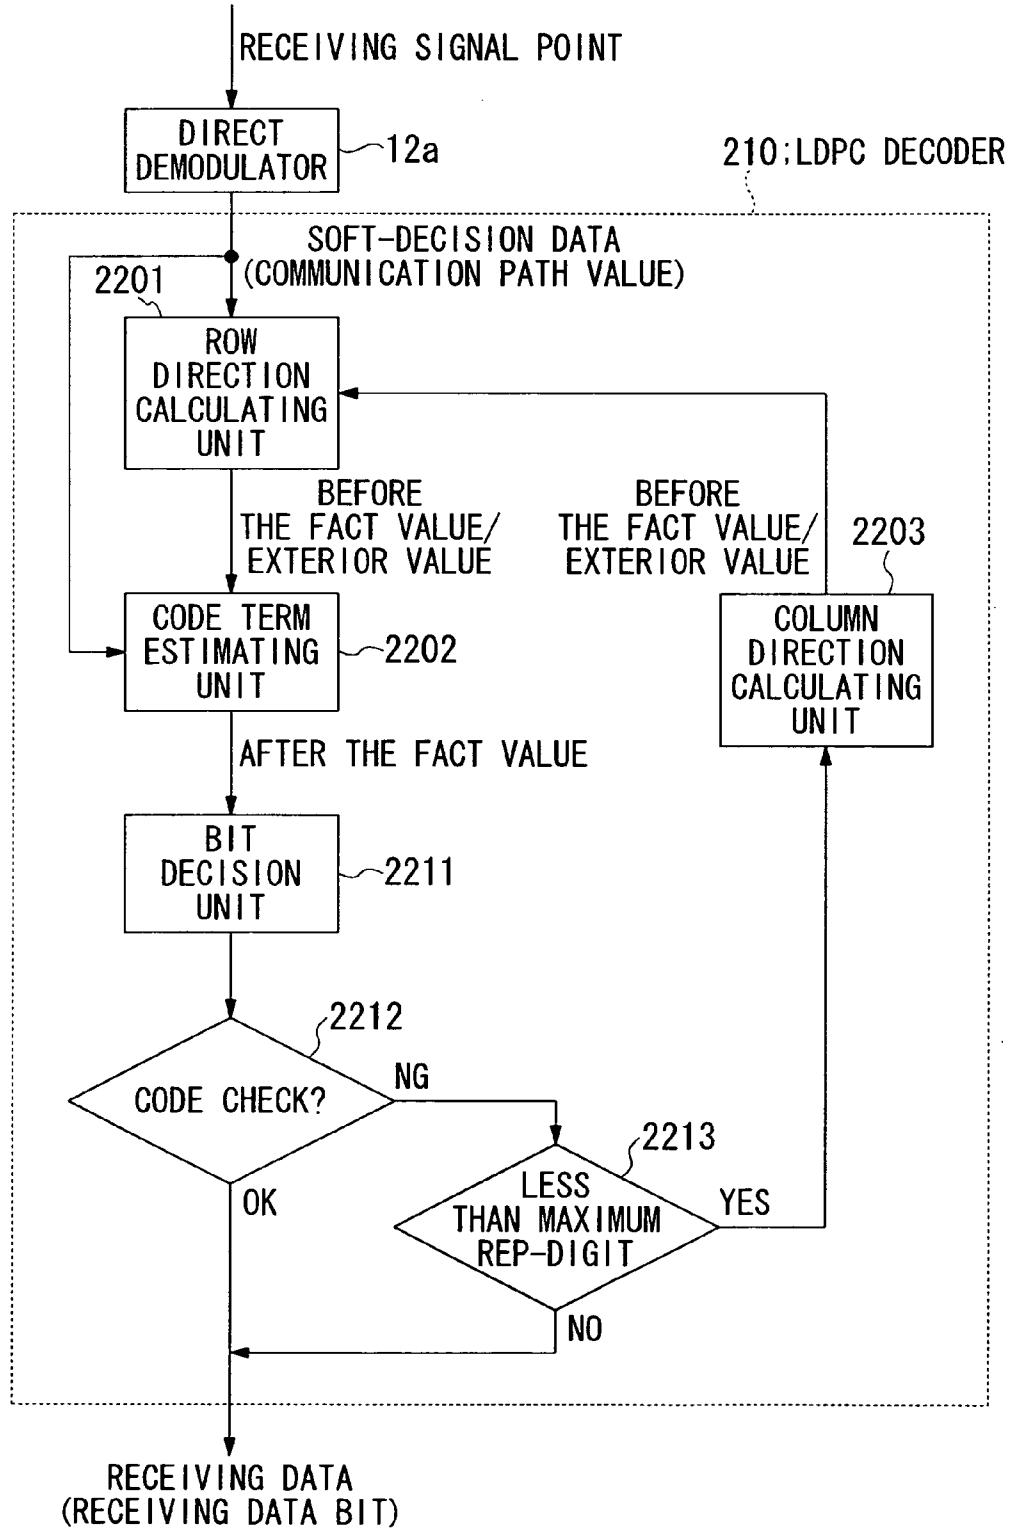 RECEIVING SIGNAL POINT
DIRECT
DEMODULATOR
12a
210;LDPC DECODER
SOFT-DECISION DATA
(COMMUNICATION PATH VALUE)
2201
ROW
DIRECTION
CALCULATING
UNIT
BEFORE
THE FACT VALUE/
EXTERIOR VALUE
BEFORE
THE FACT VALUE/
EXTERIOR VALUE
2203
CODE TERM
ESTIMATING
UNIT
2202
COLUMN
DIRECTION
CALCULATING
UNIT
AFTER THE FACT VALUE
BIT
DECISION
UNIT
2211
2212
CODE CHECK?
NG
OK
2213
LESS
THAN MAXIMUM
REP-DIGIT
YES
NO
RECEIVING DATA
(RECEIVING DATA BIT)